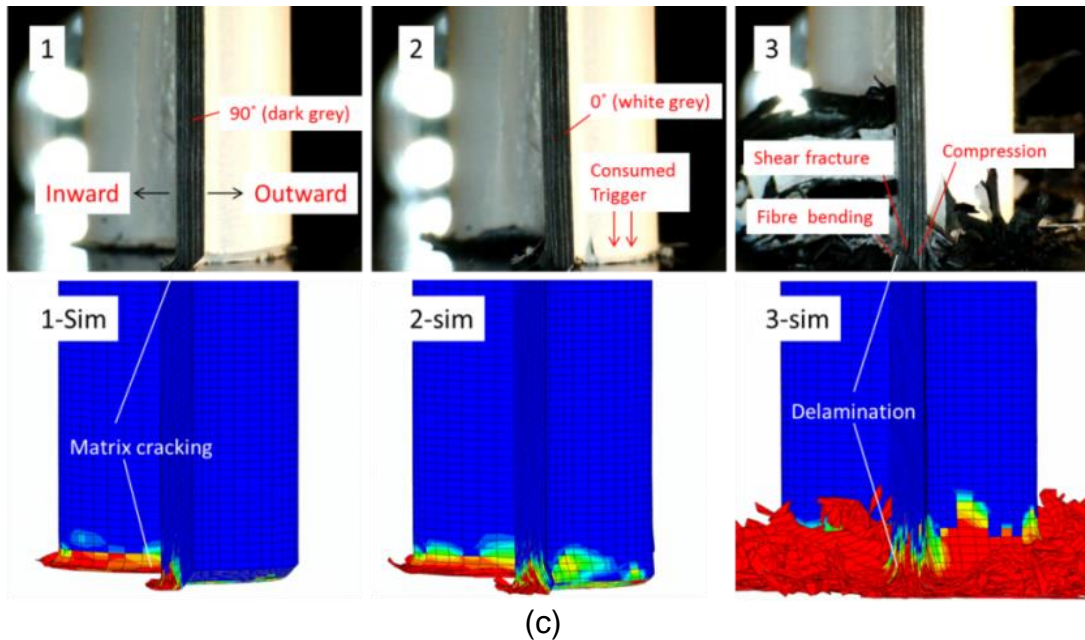 1
90˚ (dark grey)
Inward
Outward
2
0˚ (white grey)
Consumed
Trigger
3
Shear fracture
Compression
Fibre bending
1-Sim
Matrix cracking
2-sim
3-sim
Delamination
(c)